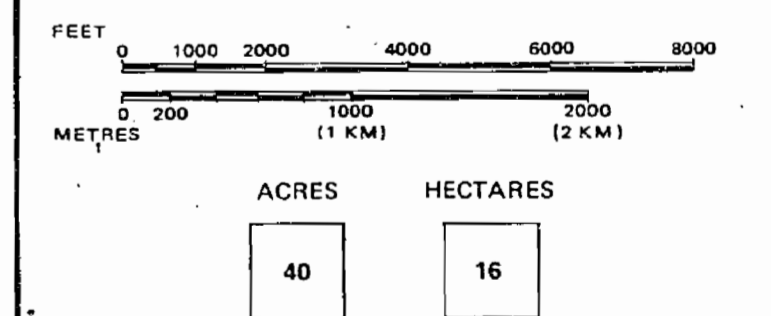 FEET
0 1000 2000 4000 6000 8000
0 200 1000 2000
METRES (1 KM) (2 KM)
ACRES HECTARES
40 16